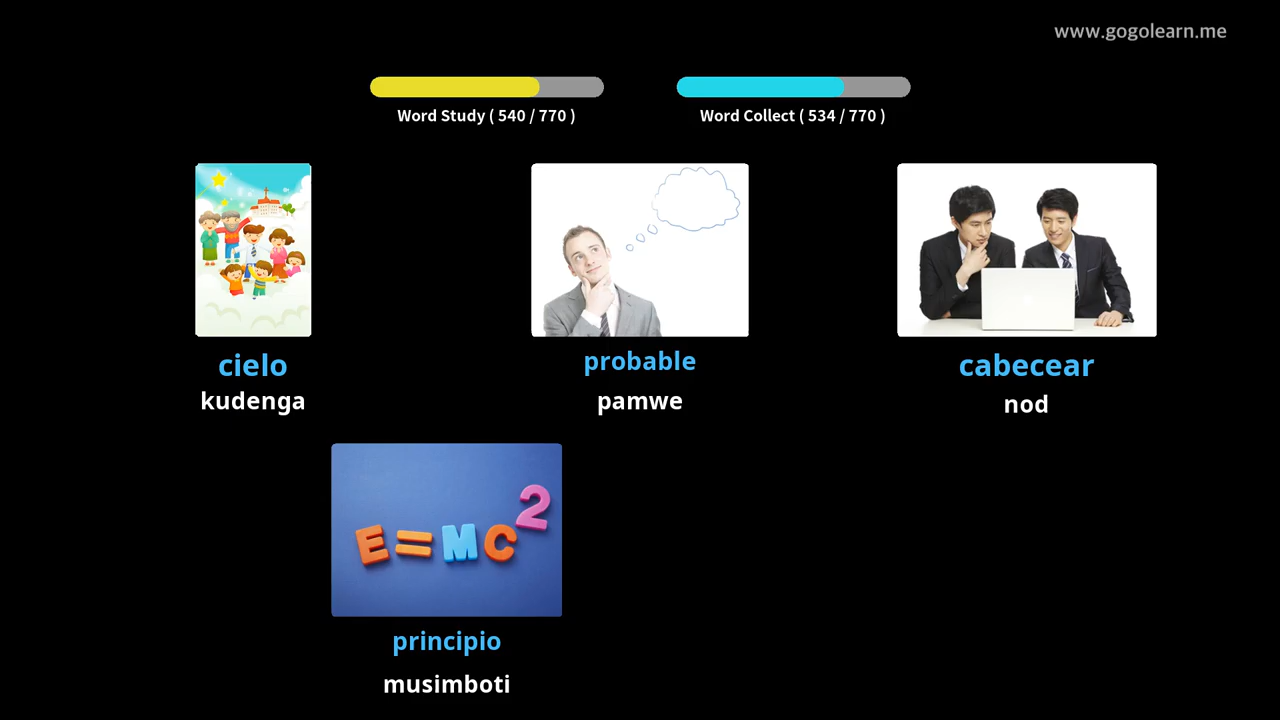 www.gogolearn.me
Word Study ( 540 / 770 )
Word Collect ( 534 / 770 )
cielo
kudenga
probable
pamwe
cabecear
nod
E=MC2
principio
musimboti